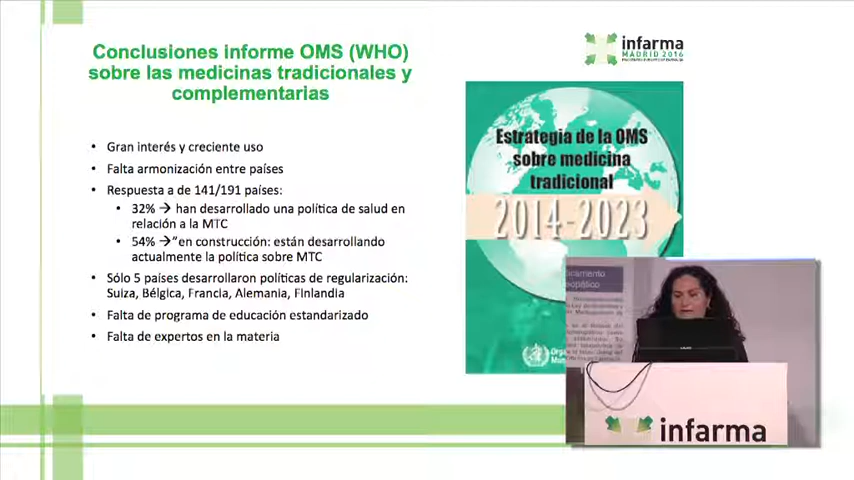 Conclusiones informe OMS (WHO)
sobre las medicinas tradicionales y
complementarias
infarma
MADRID 2016
• Gran interés y creciente uso
• Falta armonización entre países
• Respuesta a de 141/191 países:
• 32% → han desarrollado una política de salud en
relación a la MTC
• 54% →"en construcción: están desarrollando
actualmente la política sobre MTC
• Sólo 5 países desarrollaron políticas de regularización:
Suiza, Bélgica, Francia, Alemania, FInlandia
• Falta de programa de educación estandarizado
• Falta de expertos en la materia
Estrategia de la OMS
sobre medicina
tradicional
2014-2023
infarma